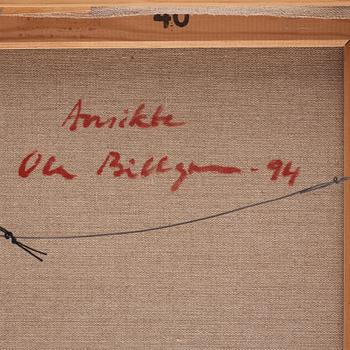 40
Ansikte
Ola Billgren -94